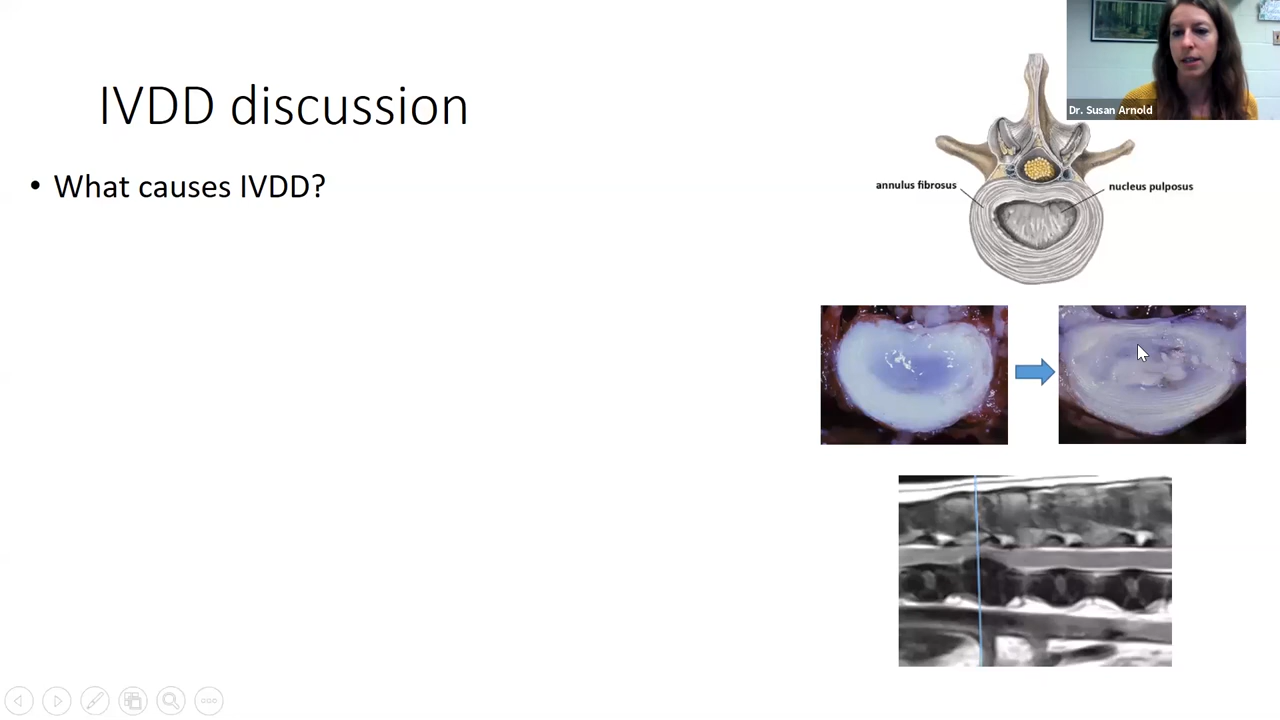 IVDD discussion
• What causes IVDD?
annulus fibrosus
nucleus pulposus
Dr. Susan Arnold